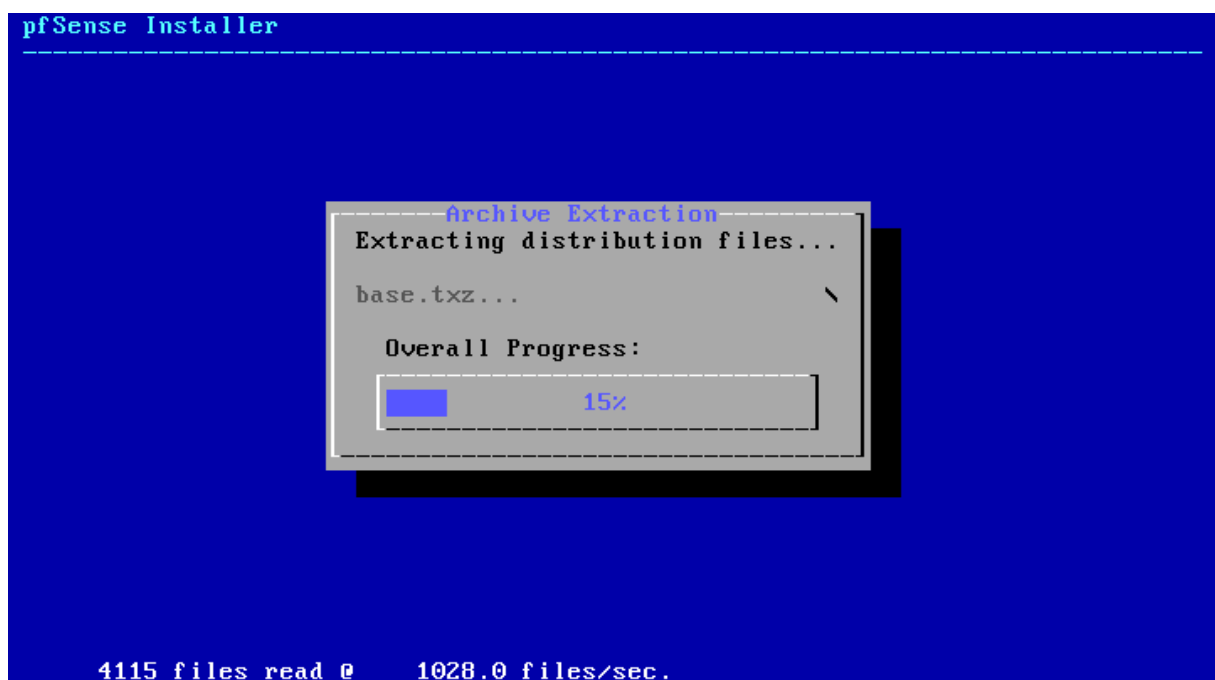 pfSense Installer
Archive Extraction
Extracting distribution files...
base.txz... \
Overall Progress:
15%
4115 files read @ 1028.0 files/sec.